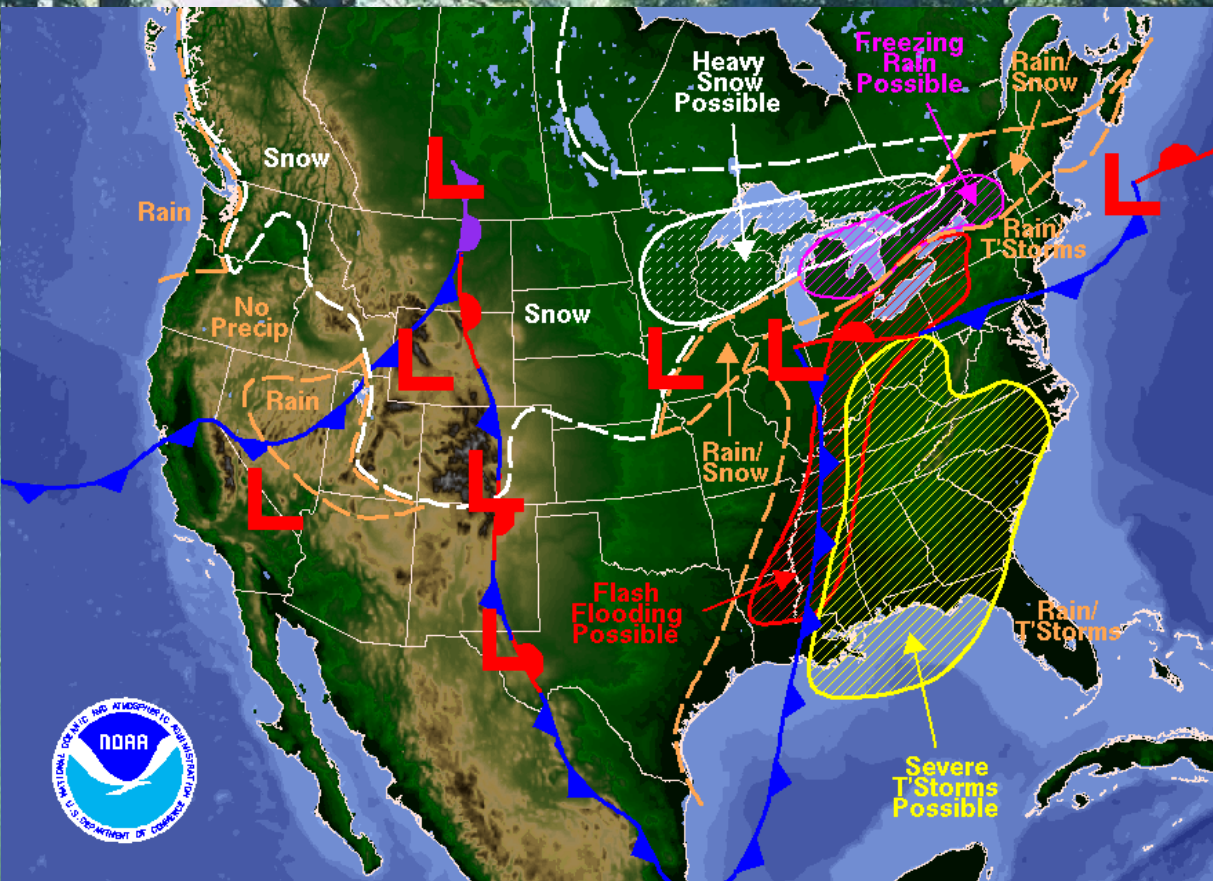 Freezing
Rain
Possible
Rain/
Snow
Heavy
Snow
Possible
Snow
L
L
Rain
Rain/
T'Storms
No
Precip
Snow
L
L
L
Rain
Rain/
Snow
L
L
Flash
Flooding
Possible
Rain/
T'Storms
L
NATIONAL OCEANIC AND ATMOSPHERIC ADMINISTRATION
NOAA
U.S. DEPARTMENT OF COMMERCE
Severe
T'Storms
Possible